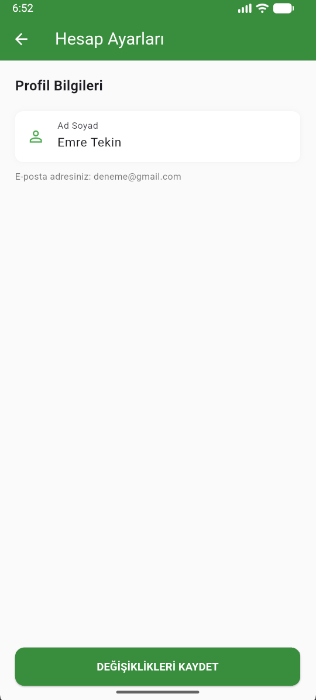 6:52
Hesap Ayarları
Profil Bilgileri
Ad Soyad
Emre Tekin
E-posta adresiniz: deneme@gmail.com
DEĞİŞİKLİKLERİ KAYDET